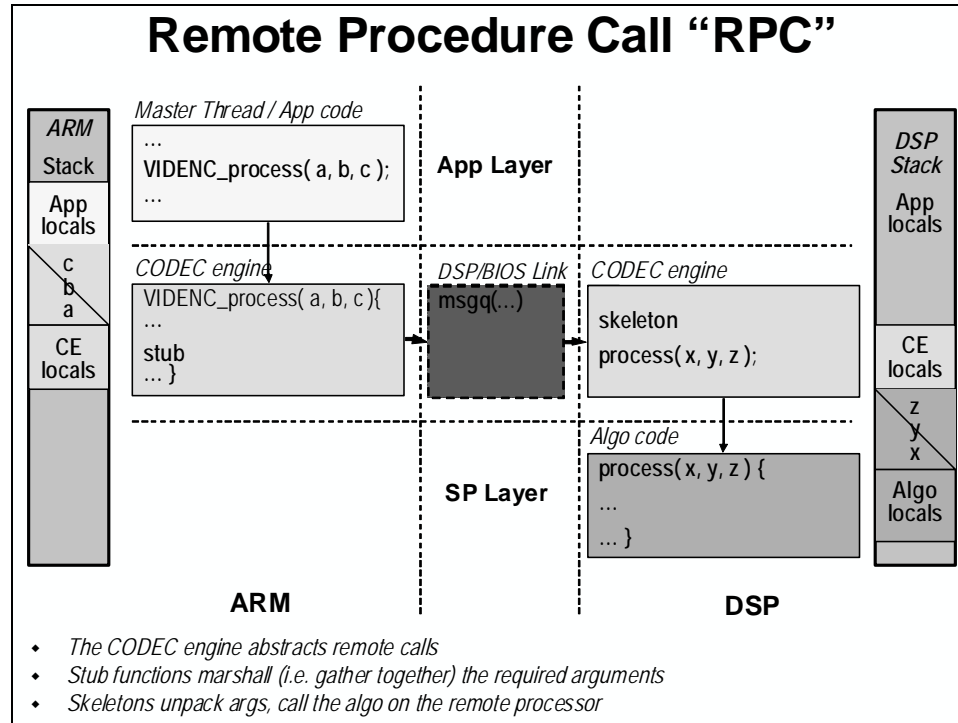 Remote Procedure Call “RPC”
ARM
Stack
App
locals
c
b
a
CE
locals
Master Thread / App code
...
VIDENC_process( a, b, c );
...
App Layer
CODEC engine
VIDENC_process( a, b, c){
...
stub
... }
DSP/BIOS Link
msgq(...)
CODEC engine
skeleton
process( x, y, z );
SP Layer
Algo code
process( x, y, z ) {
...
... }
DSP
Stack
App
locals
CE
locals
z
y
x
Algo
locals
ARM
DSP
The CODEC engine abstracts remote calls
Stub functions marshall (i.e. gather together) the required arguments
Skeletons unpack args, call the algo on the remote processor